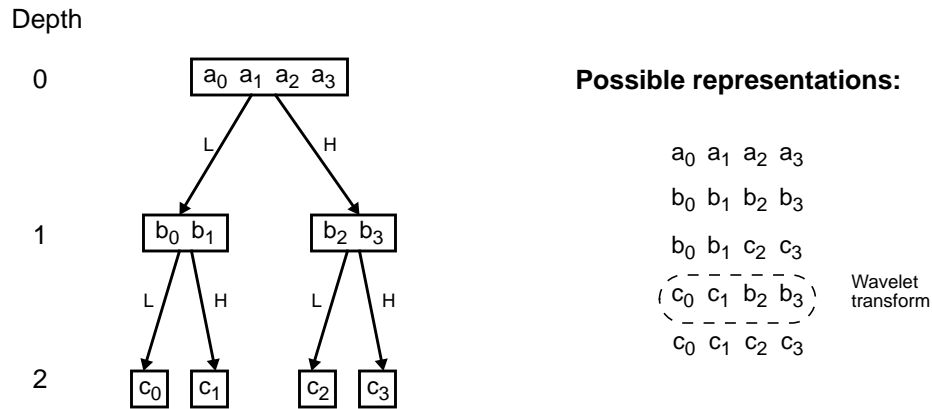 Depth
0
a0 a1 a2 a3
L
H
1
b0 b1
b2 b3
L
H
L
H
2
c0
c1
c2
c3
Possible representations:
a0 a1 a2 a3
b0 b1 b2 b3
b0 b1 c2 c3
c0 c1 b2 b3
Wavelet
transform
c0 c1 c2 c3